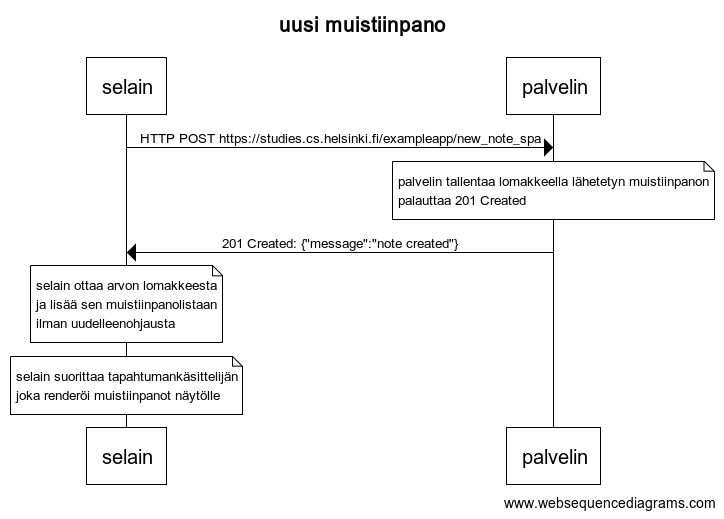 uusi muistiinpano
selain
palvelin
HTTP POST https://studies.cs.helsinki.fi/exampleapp/new_note_spa
palvelin tallentaa lomakkeella lähetetyn muistiinpanon
palauttaa 201 Created
201 Created: {"message":"note created"}
selain ottaa arvon lomakkeesta
ja lisää sen muistiinpanolistaan
ilman uudelleenohjausta
selain suorittaa tapahtumankäsittelijän
joka renderöi muistiinpanot näytölle
selain
palvelin
www.websequencediagrams.com